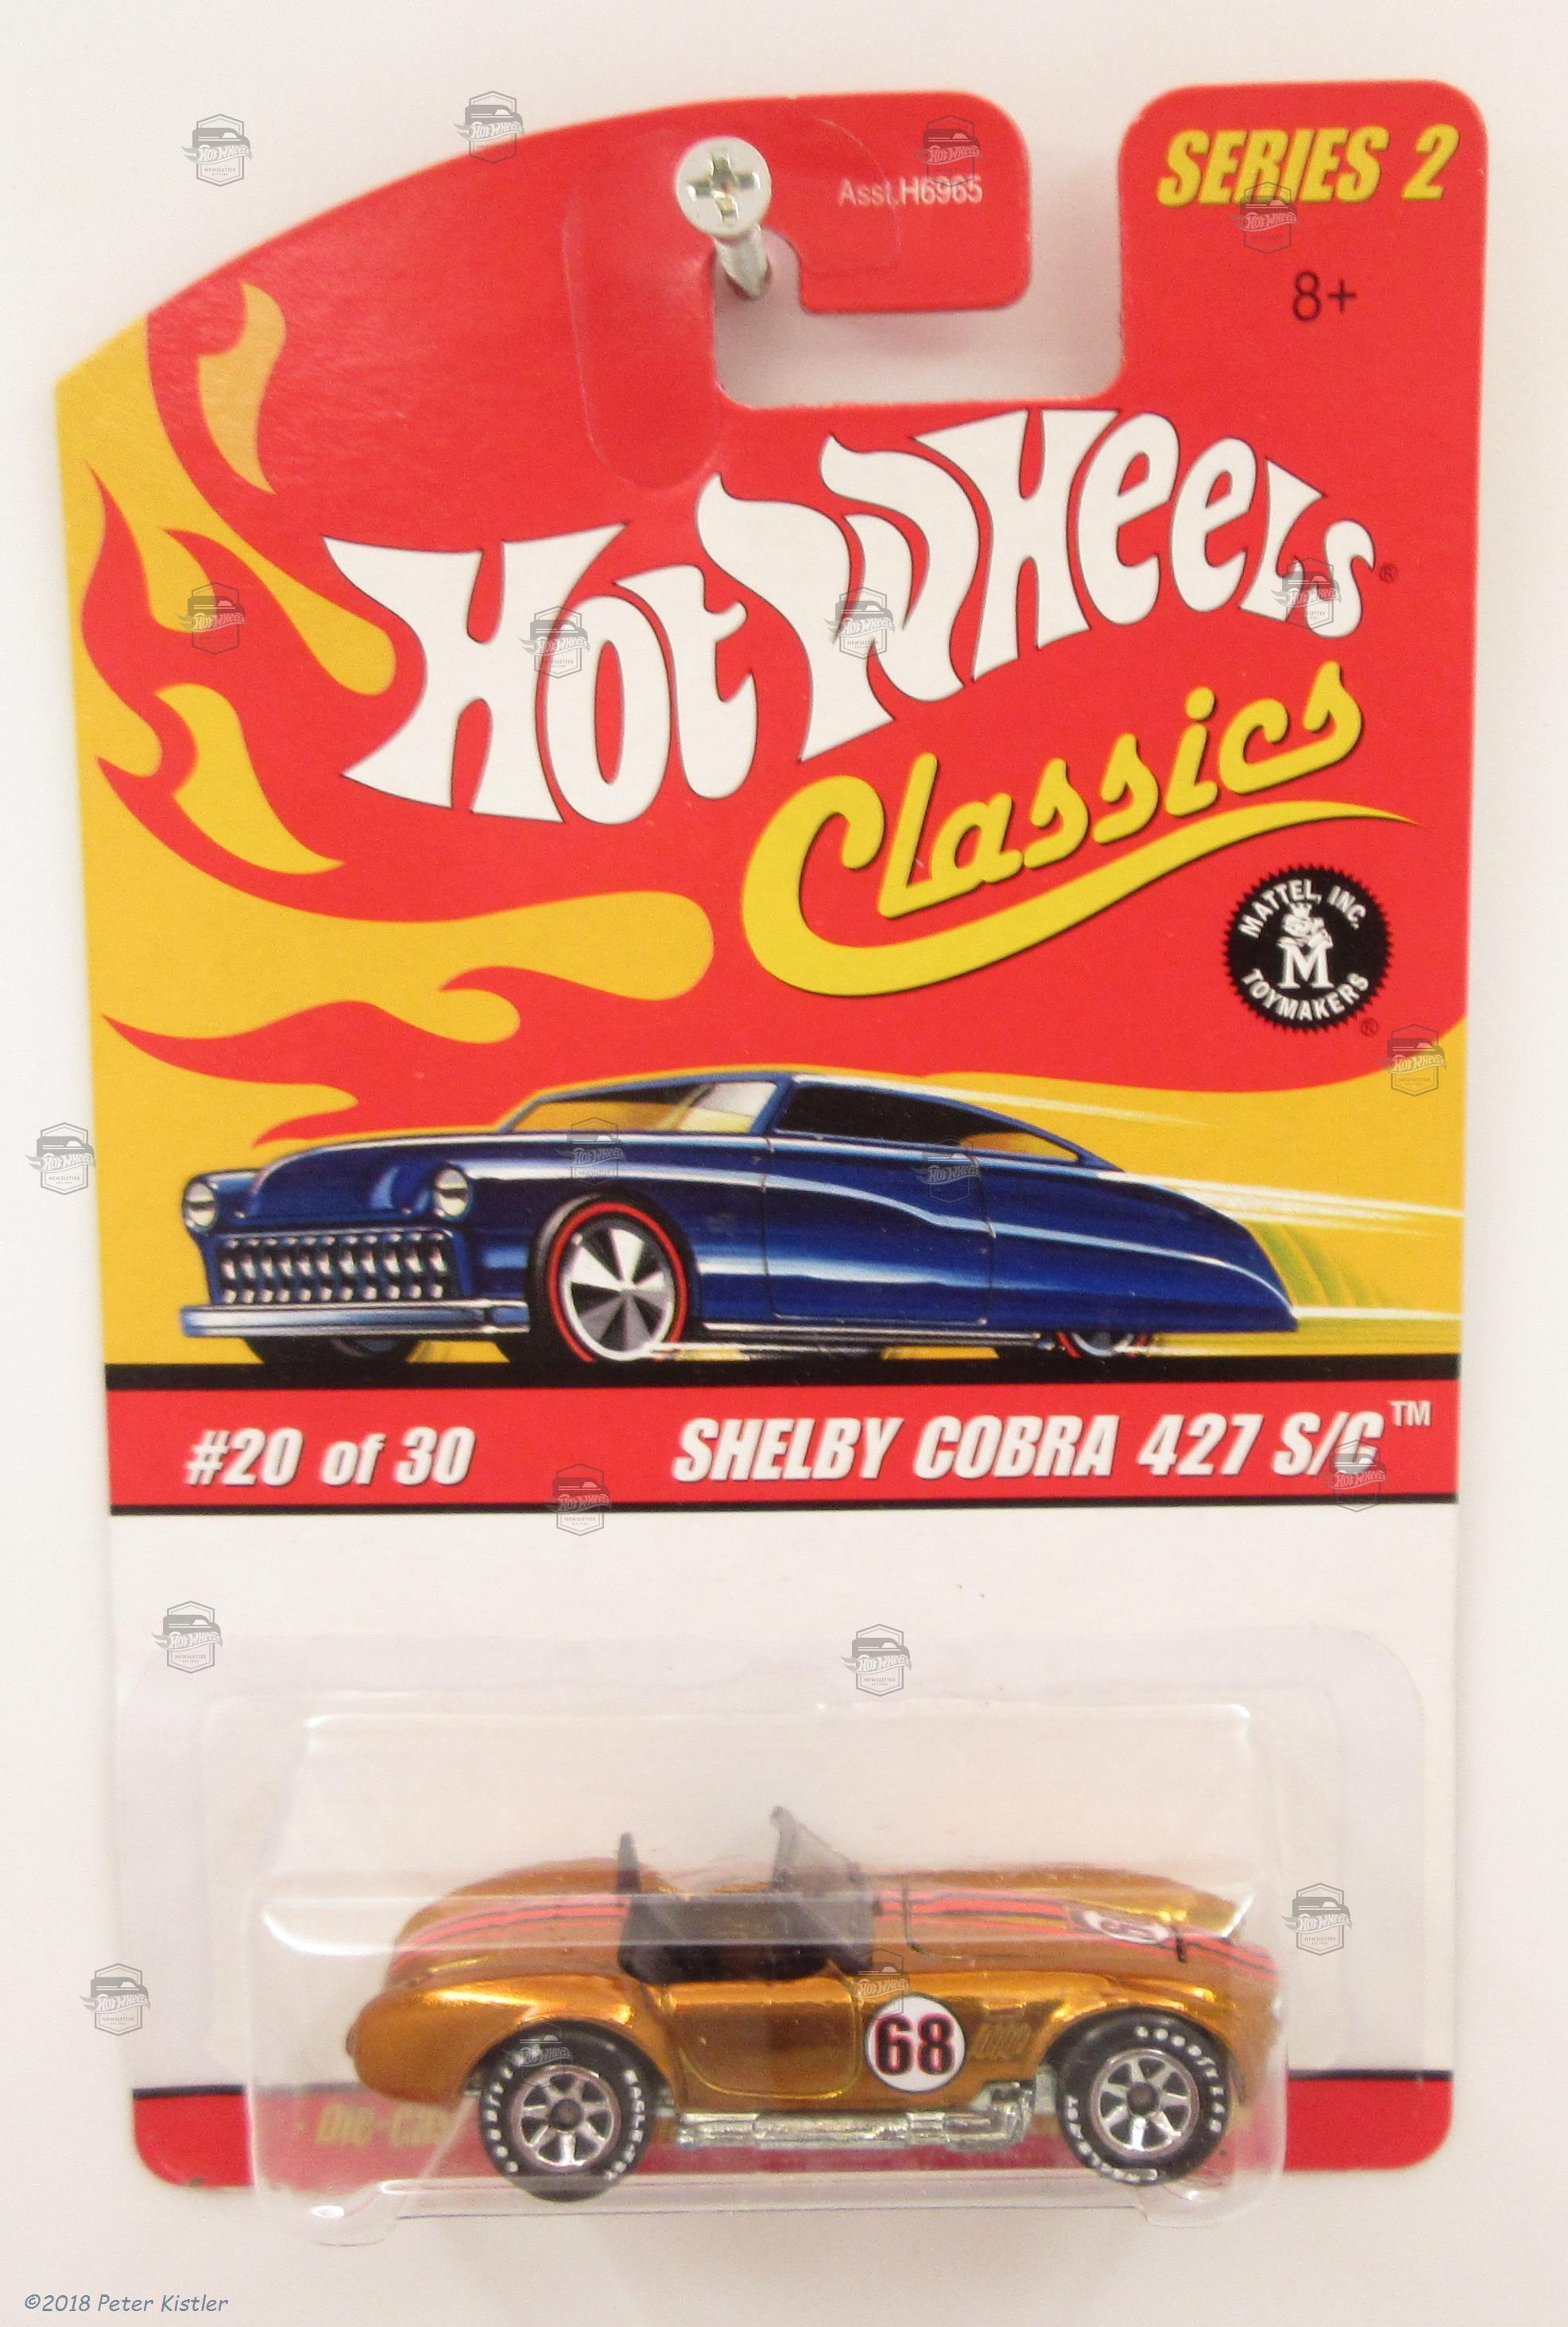 SERIES 2
Asst.H6965
8+
HOT WHEELS®
Classics
MATTEL, INC.
M
TOYMAKERS
®
#20 of 30
SHELBY COBRA 427 S/C™
68
GOODYEAR
©2018 Peter Kistler